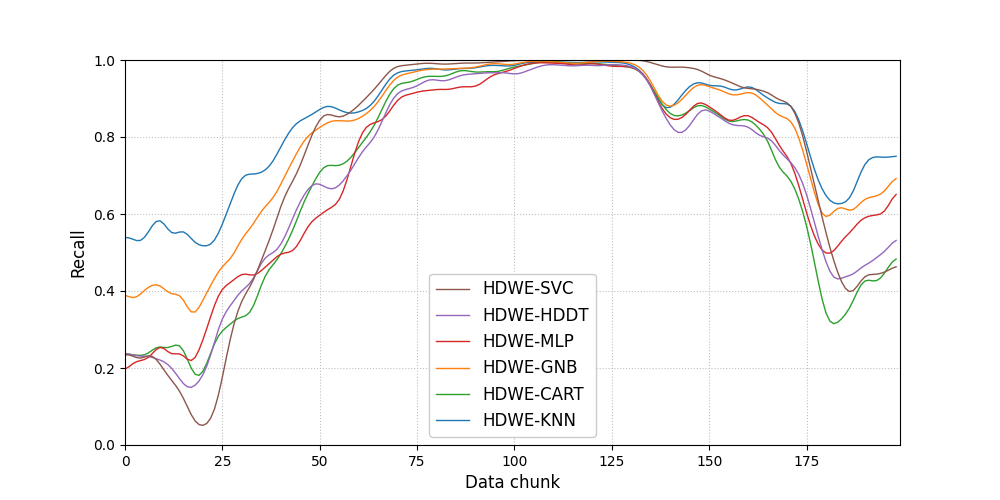 1.0
0.8
0.6
0.4
0.2
0.0
Recall
HDWE-SVC
HDWE-HDDT
HDWE-MLP
HDWE-GNB
HDWE-CART
HDWE-KNN
0 25 50 75 100 125 150 175
Data chunk